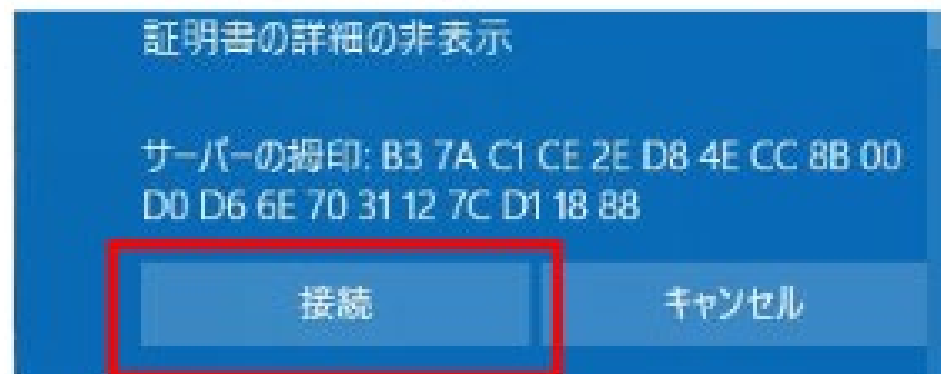 証明書の詳細の非表示
サーバーの拇印: B3 7A C1 CE 2E D8 4E CC 8B 00
D0 D6 6E 70 31 12 7C D1 18 88
接続
キャンセル